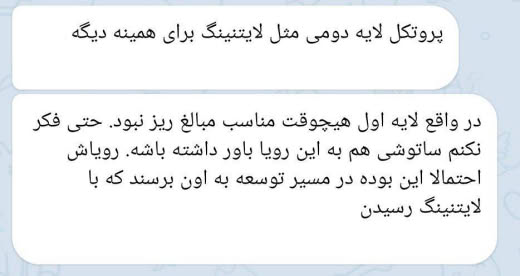 پروتکل لایه دومی مثل لایتنینگ برای همینه دیگه
در واقع لایه اول هیچوقت مناسب مبالغ ریز نبود. حتی فکر
نکنم ساتوشی هم به این رویا باور داشته باشه. رویاش
احتمالا این بوده در مسیر توسعه به اون برسند که با
لایتنینگ رسیدن